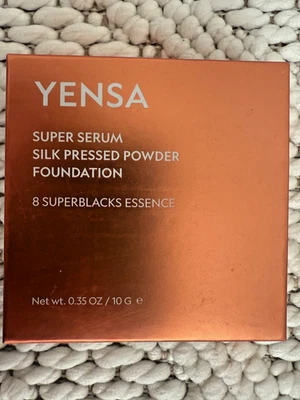 YENSA
SUPER SERUM
SILK PRESSED POWDER
FOUNDATION
8 SUPERBLACKS ESSENCE
Net wt. 0.35 OZ / 10 G ℮